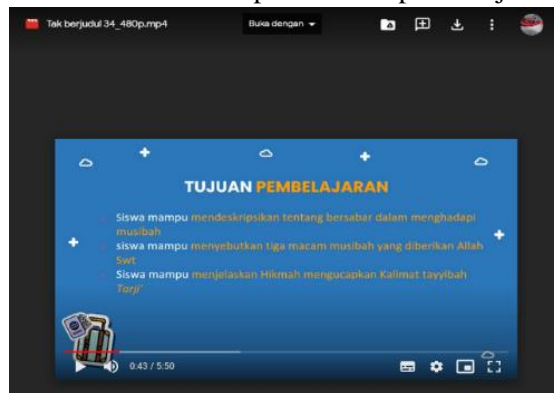 Tak berjudul 34_480p.mp4
Buka dengan
TUJUAN PEMBELAJARAN
Siswa mampu mendeskripsikan tentang bersabar dalam menghadapi
musibah
siswa mampu menyebutkan tiga macam musibah yang diberikan Allah
Swt
Siswa mampu menjelaskan Hikmah mengucapkan Kalimat tayyibah
Tarji'
0:43 / 5:50